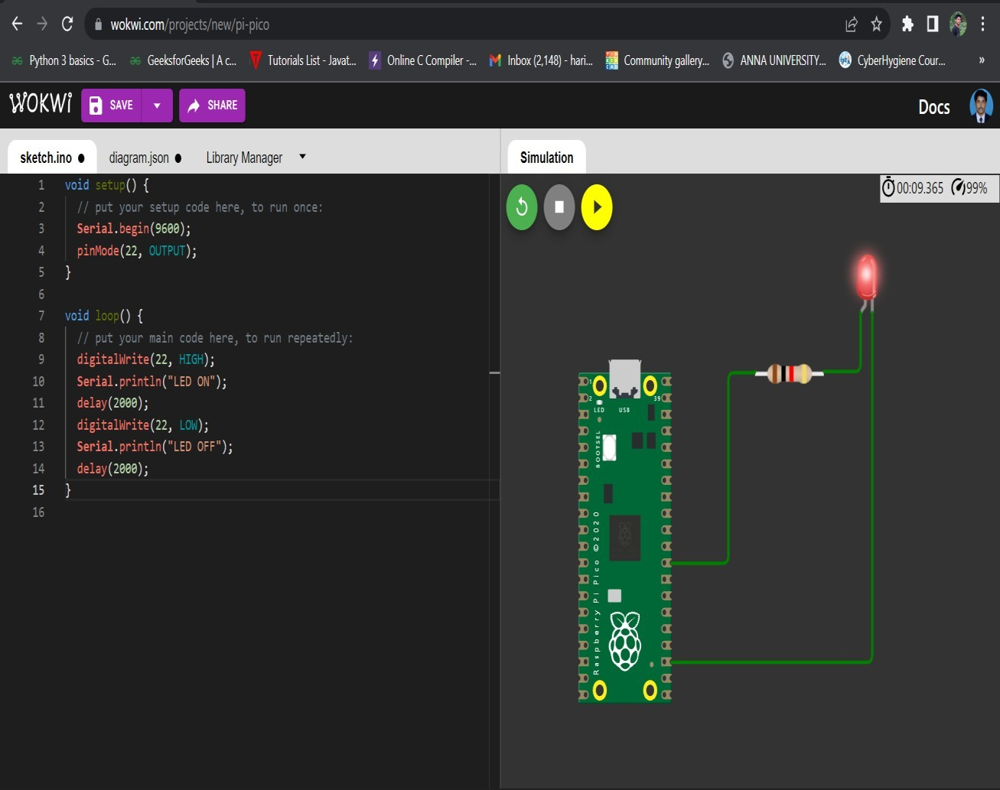 wokwi.com/projects/new/pi-pico
Python 3 basics - G... GeeksforGeeks | A c... Tutorials List - Javat... Online C Compiler -... Inbox (2,148) - hari... Community gallery... ANNA UNIVERSITY,... CyberHygiene Cour... »
WOKWi SAVE SHARE Docs
sketch.ino ● diagram.json ● Library Manager
Simulation
00:09.365 99%
1 void setup() {
2 // put your setup code here, to run once:
3 Serial.begin(9600);
4 pinMode(22, OUTPUT);
5 }
6
7 void loop() {
8 // put your main code here, to run repeatedly:
9 digitalWrite(22, HIGH);
10 Serial.println("LED ON");
11 delay(2000);
12 digitalWrite(22, LOW);
13 Serial.println("LED OFF");
14 delay(2000);
15 }
16
1
2 39
LED USB
BOOTSEL
Raspberry Pi Pico ©2020